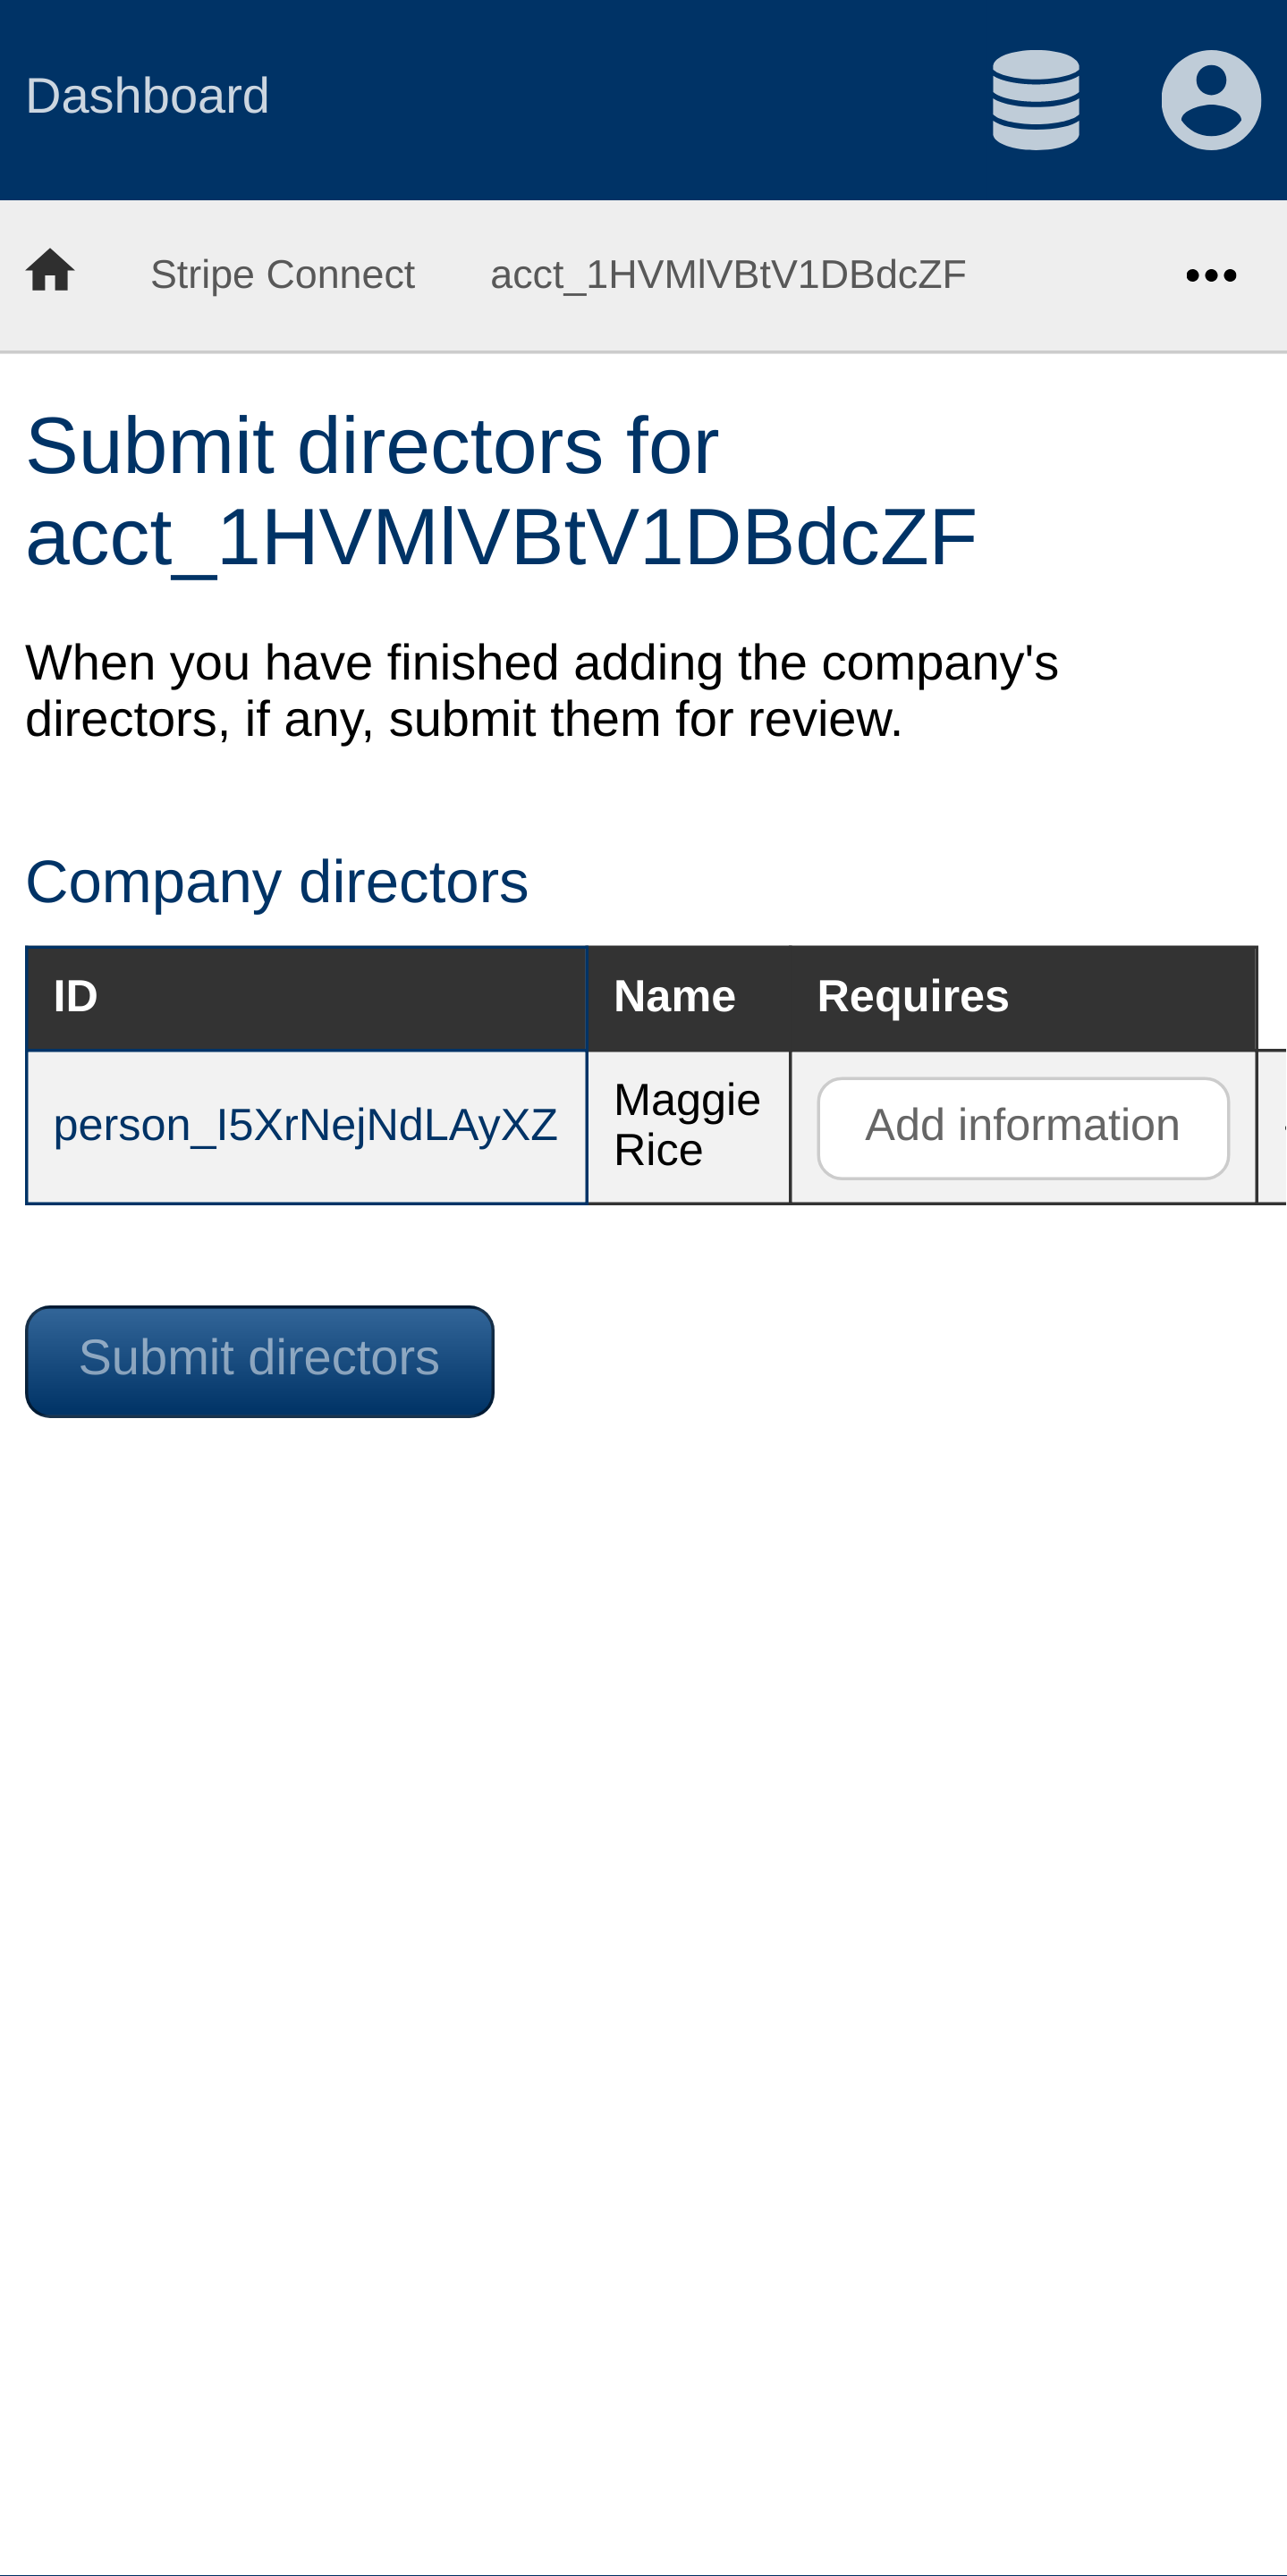 Dashboard
Stripe Connect acct_1HVMlVBtV1DBdcZF
Submit directors for
acct_1HVMlVBtV1DBdcZF
When you have finished adding the company's
directors, if any, submit them for review.
Company directors
ID Name Requires
person_I5XrNejNdLAyXZ Maggie Rice Add information
Submit directors